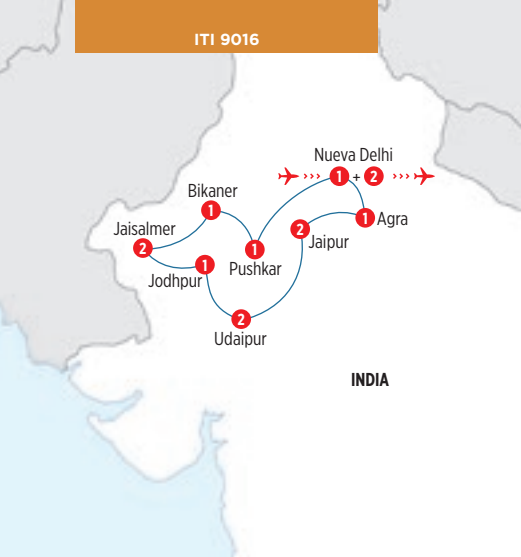 ITI 9016
Nueva Delhi
1 + 2
Bikaner
1
Jaisalmer
2
1
Agra
2
Jaipur
1
Pushkar
1
Jodhpur
2
Udaipur
INDIA